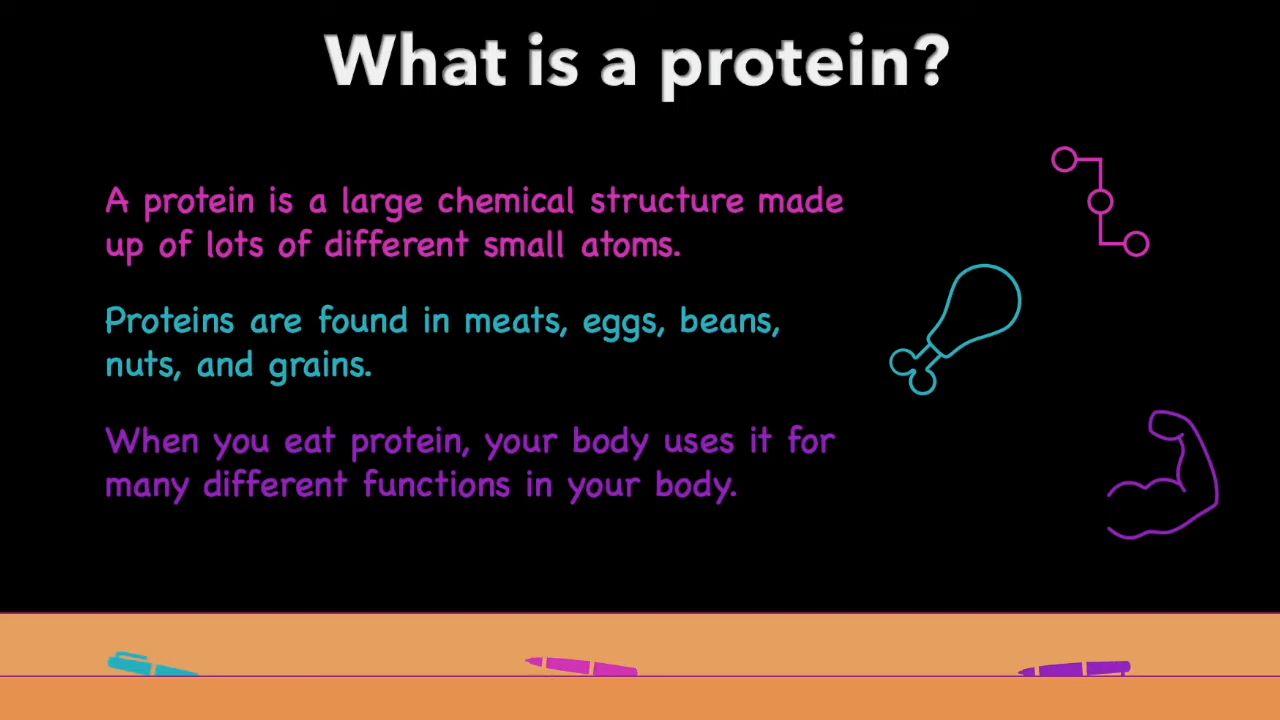 What is a protein?
A protein is a large chemical structure made
up of lots of different small atoms.
Proteins are found in meats, eggs, beans,
nuts, and grains.
When you eat protein, your body uses it for
many different functions in your body.